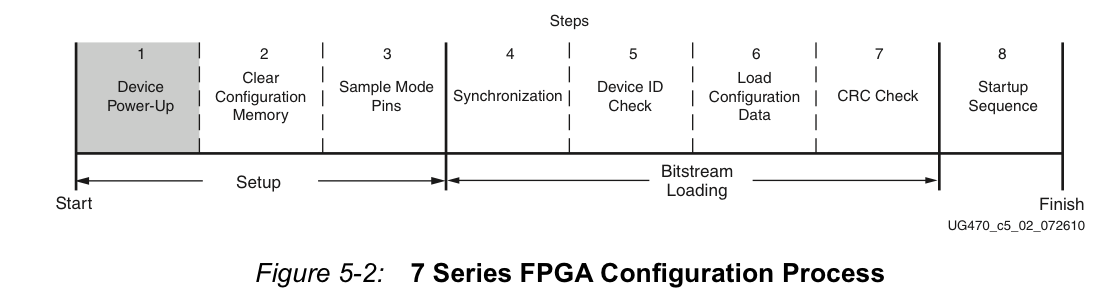 Steps
1
Device
Power-Up
2
Clear
Configuration
Memory
3
Sample Mode
Pins
4
Synchronization
5
Device ID
Check
6
Load
Configuration
Data
7
CRC Check
8
Startup
Sequence
Setup
Bitstream
Loading
Start
Finish
UG470_c5_02_072610
Figure 5-2: 7 Series FPGA Configuration Process